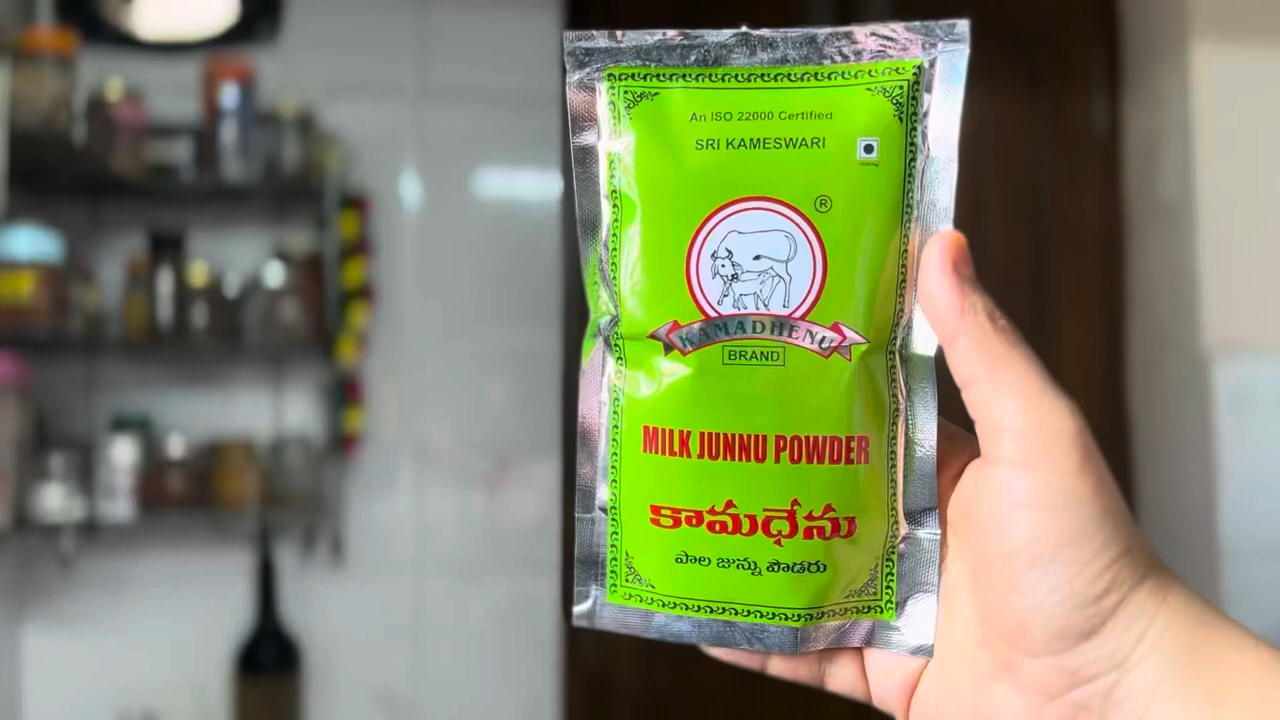 An ISO 22000 Certified
SRI KAMESWARI
®
KAMADHENU
BRAND
MILK JUNNU POWDER
కామధేను
పాల జున్ను పౌడరు